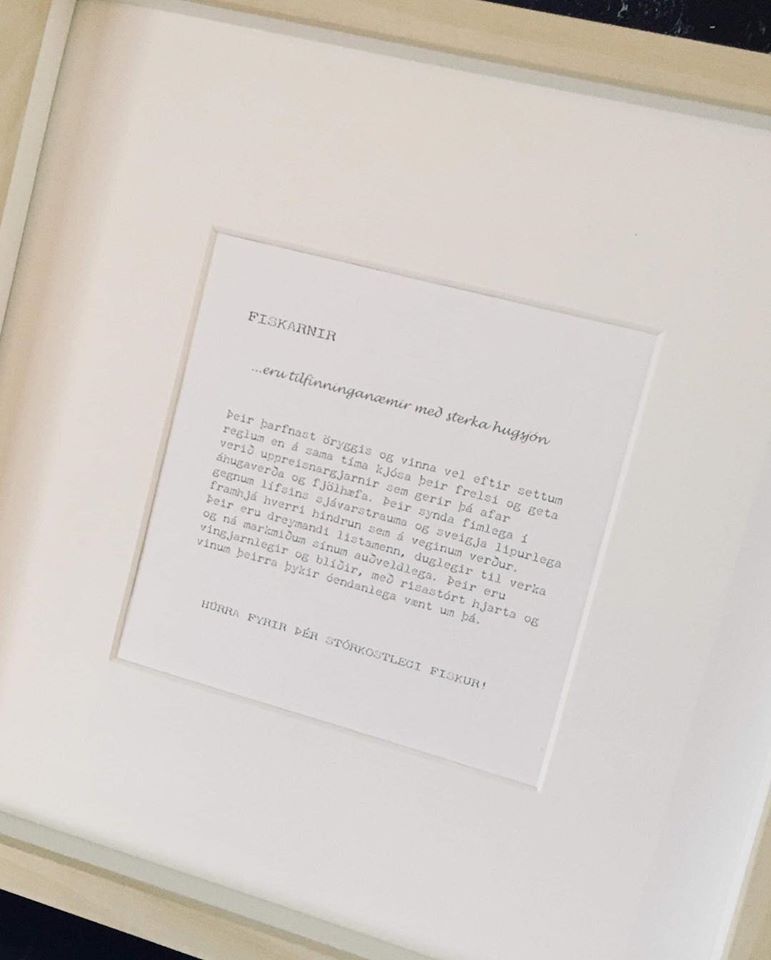 FISKARNIR
...eru tilfinninganæmir með sterka hugsjón
Þeir þarfnast öryggis og vinna vel eftir settum
reglum en á sama tíma kjósa þeir frelsi og geta
verið uppreisnargjarnir sem gerir þá afar
áhugaverða og fjölhæfa. Þeir synda fimlega í
gegnum lífsins sjávarstrauma og sveigja lipurlega
framhjá hverri hindrun sem á veginum verður.
Þeir eru dreymandi listamenn, duglegir til verka
og ná markmiðum sínum auðveldlega. Þeir eru
vingjarnlegir og blíðir, með risastórt hjarta og
vinum þeirra þykir óendanlega vænt um þá.
HÚRRA FYRIR ÞÉR STÓRKOSTLEGI FISKUR!